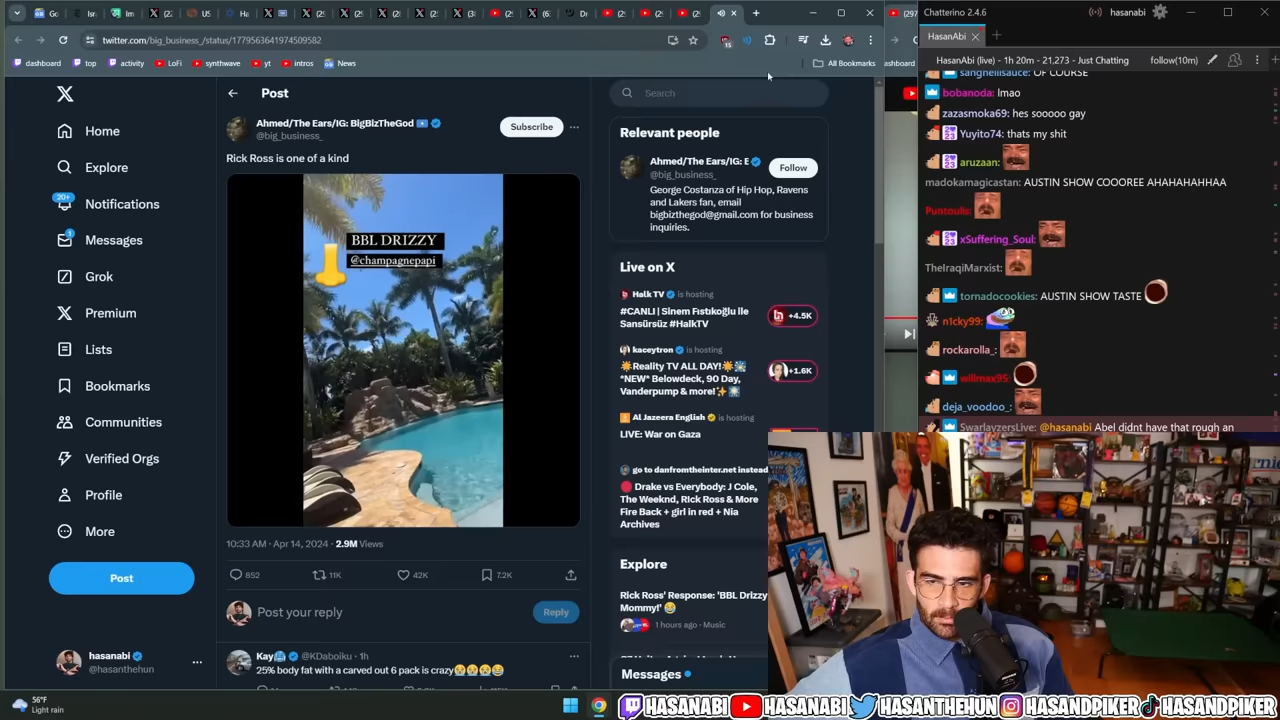 twitter.com/big_business_/status/1779563641974509582
dashboard
top
activity
LoFi
synthwave
yt
intros
News
All Bookmarks
Home
Explore
20+
Notifications
1
Messages
Grok
Premium
Lists
Bookmarks
Communities
Verified Orgs
Profile
More
Post
hasanabi
@hasanthehun
Post
Ahmed/The Ears/IG: BigBizTheGod
@big_business_
Subscribe
Rick Ross is one of a kind
BBL DRIZZY
@champagnepapi
10:33 AM · Apr 14, 2024 · 2.9M Views
852
11K
42K
7.2K
Post your reply
Reply
Kay @KDaboiku · 1h
25% body fat with a carved out 6 pack is crazy
Search
Relevant people
Ahmed/The Ears/IG: E
@big_business_
Follow
George Costanza of Hip Hop, Ravens
and Lakers fan, email
bigbizthegod@gmail.com for business
inquiries.
Live on X
Halk TV is hosting
#CANLI | Sinem Fıstıkoğlu ile
Sansürsüz #HalkTV
+4.5K
kaceytron is hosting
Reality TV ALL DAY!
*NEW* Belowdeck, 90 Day,
Vanderpump & more!
+1.6K
Al Jazeera English is hosting
LIVE: War on Gaza
go to danfromtheinter.net instead
Drake vs Everybody: J Cole,
The Weeknd, Rick Ross & More
Fire Back + girl in red + Nia
Archives
Explore
Rick Ross' Response: 'BBL Drizzy
Mommy!'
1 hours ago · Music
Messages
Chatterino 2.4.6
hasanabi
HasanAbi
HasanAbi (live) - 1h 20m - 21,273 - Just Chatting
follow(10m)
sanghellisauce: OF COURSE
bobanoda: lmao
zazasmoka69: hes sooooo gay
Yuyito74: thats my shit
aruzaan:
madokamagicastan: AUSTIN SHOW COOOREE AHAHAHAHHAA
Puntoulis:
xSuffering_Soul:
TheIraqiMarxist:
tornadocookies: AUSTIN SHOW TASTE
n1cky99:
rockarolla_:
willmax95:
deja_voodoo_:
SwarlayzersLive: @hasanabi Abel didnt have that rough an
56°F
Light rain
HASANABI
HASANABI
HASANTHEHUN
HASANDPIKER
HASANDPIKER